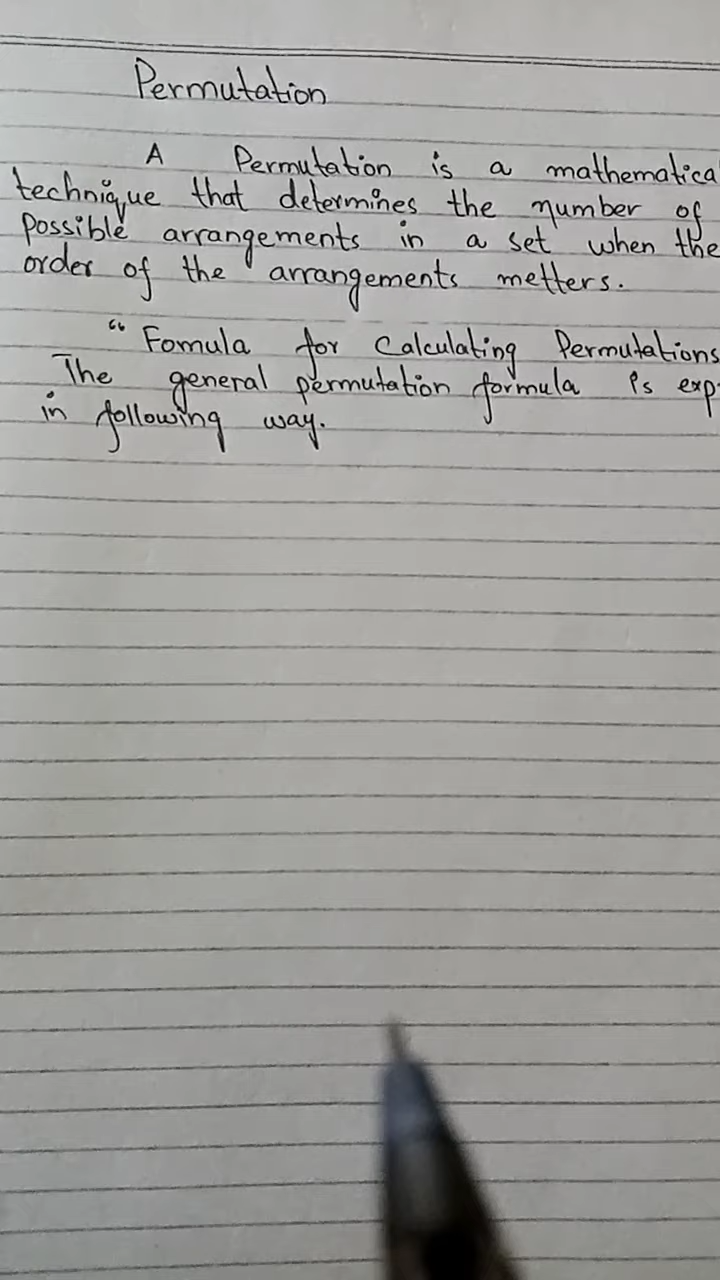 Permutation
A Permutation is a mathematica
technique that determines the number of
possible arrangements in a set when the
order of the arrangements metters.
“ Fomula for Calculating Permutations
The general permutation formula is exp
in following way.